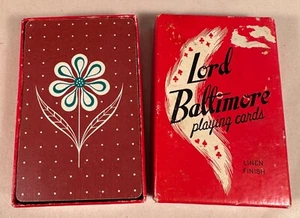 Lord
Baltimore
playing cards
LINEN
FINISH